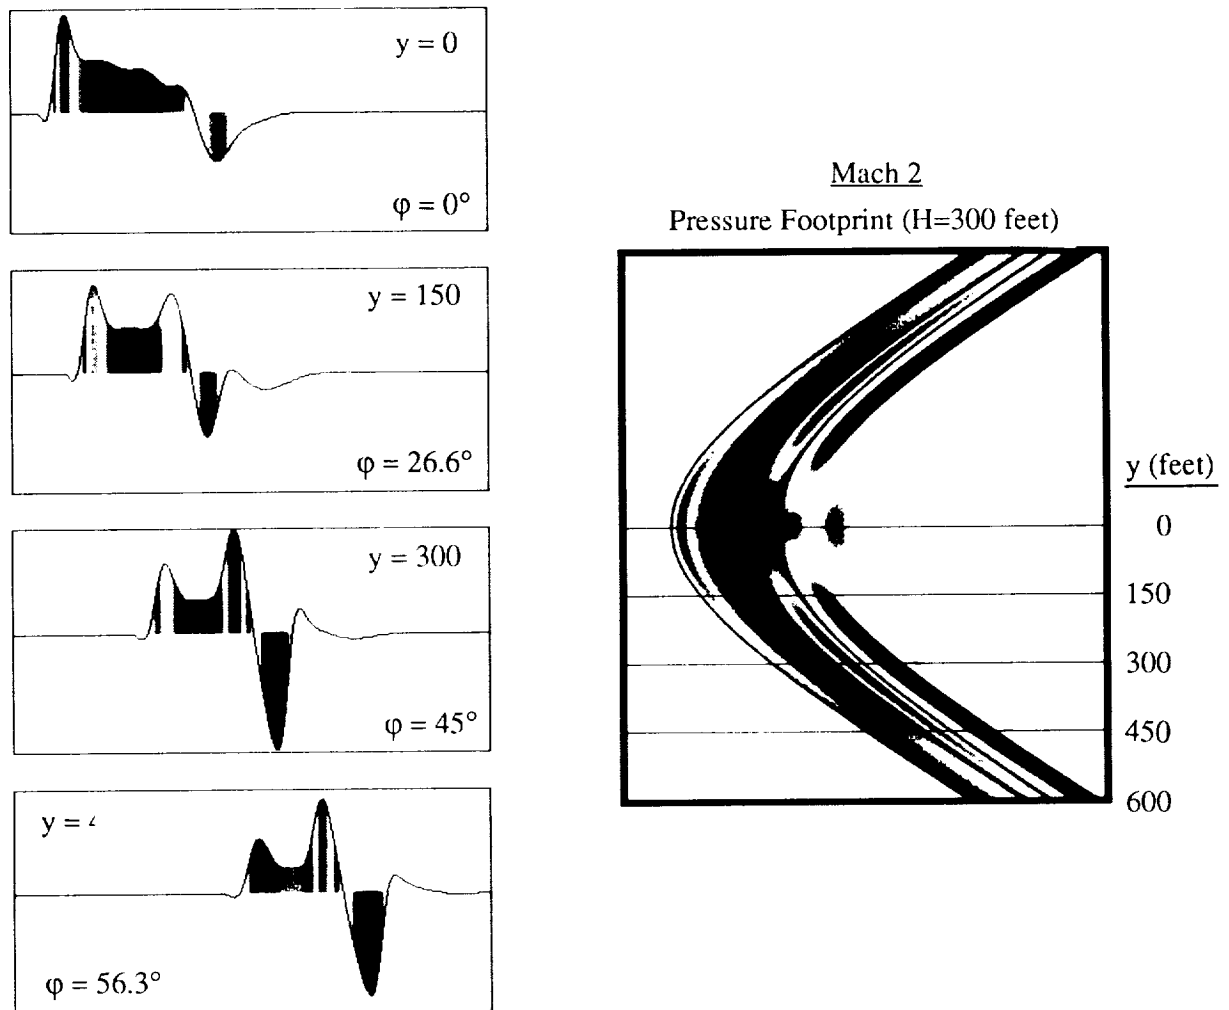 y = 0
φ = 0°
y = 150
φ = 26.6°
y = 300
φ = 45°
y =
φ = 56.3°
Mach 2
Pressure Footprint (H=300 feet)
y (feet)
0
150
300
450
600